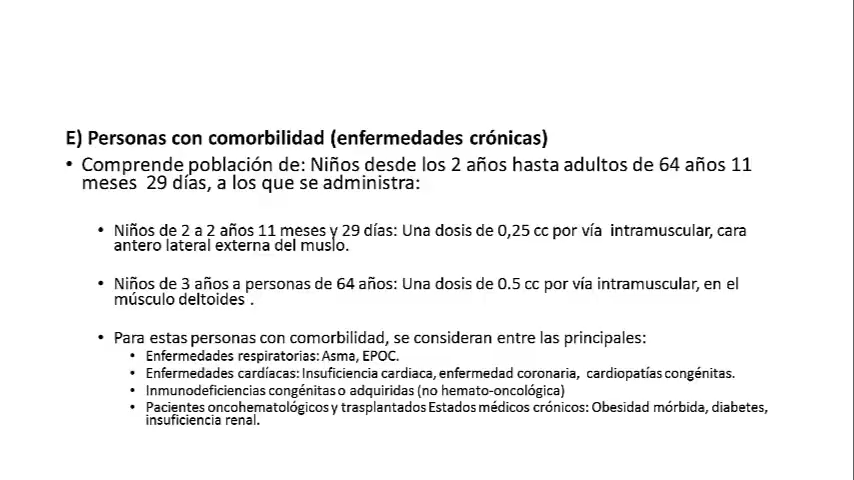 E) Personas con comorbilidad (enfermedades crónicas)
• Comprende población de: Niños desde los 2 años hasta adultos de 64 años 11
meses 29 días, a los que se administra:
• Niños de 2 a 2 años 11 meses y 29 días: Una dosis de 0,25 cc por vía intramuscular, cara
antero lateral externa del muslo.
• Niños de 3 años a personas de 64 años: Una dosis de 0.5 cc por vía intramuscular, en el
músculo deltoides .
• Para estas personas con comorbilidad, se consideran entre las principales:
• Enfermedades respiratorias: Asma, EPOC.
• Enfermedades cardíacas: Insuficiencia cardiaca, enfermedad coronaria, cardiopatías congénitas.
• Inmunodeficiencias congénitas o adquiridas (no hemato-oncológica)
• Pacientes oncohematológicos y trasplantados Estados médicos crónicos: Obesidad mórbida, diabetes,
insuficiencia renal.